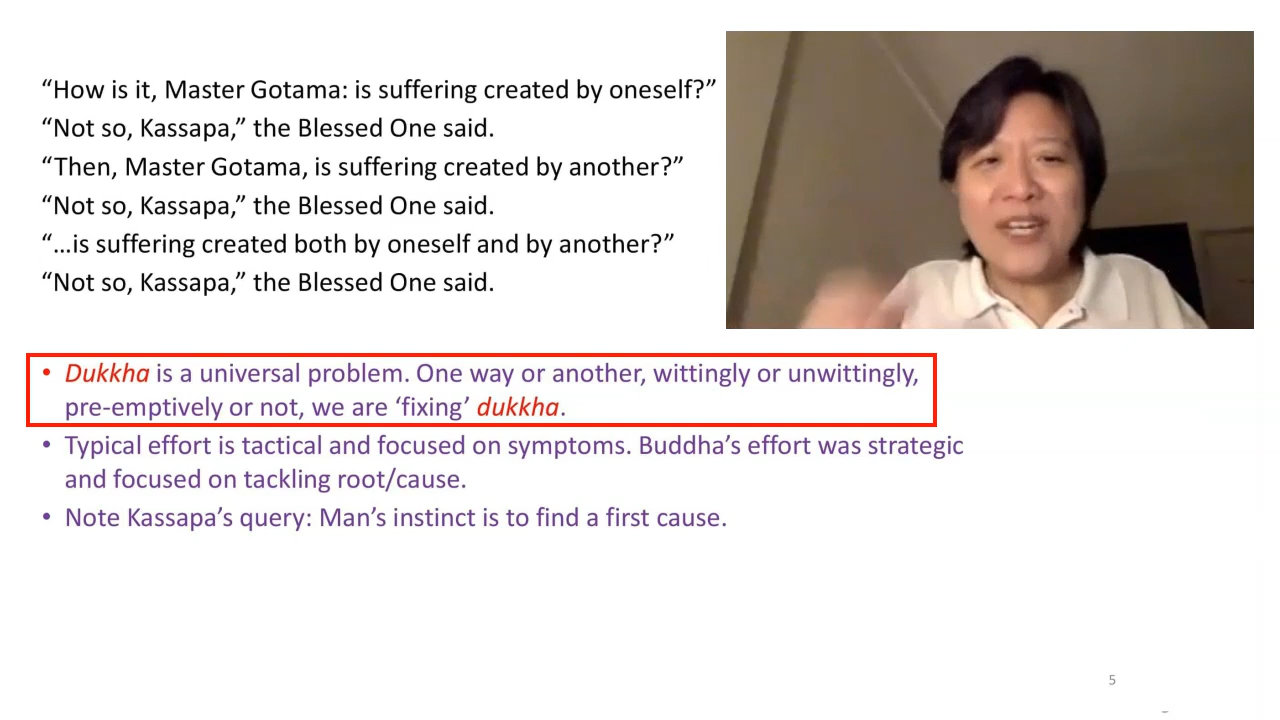 “How is it, Master Gotama: is suffering created by oneself?”
“Not so, Kassapa,” the Blessed One said.
“Then, Master Gotama, is suffering created by another?”
“Not so, Kassapa,” the Blessed One said.
“…is suffering created both by oneself and by another?”
“Not so, Kassapa,” the Blessed One said.
• Dukkha is a universal problem. One way or another, wittingly or unwittingly,
pre-emptively or not, we are ‘fixing’ dukkha.
• Typical effort is tactical and focused on symptoms. Buddha’s effort was strategic
and focused on tackling root/cause.
• Note Kassapa’s query: Man’s instinct is to find a first cause.
5